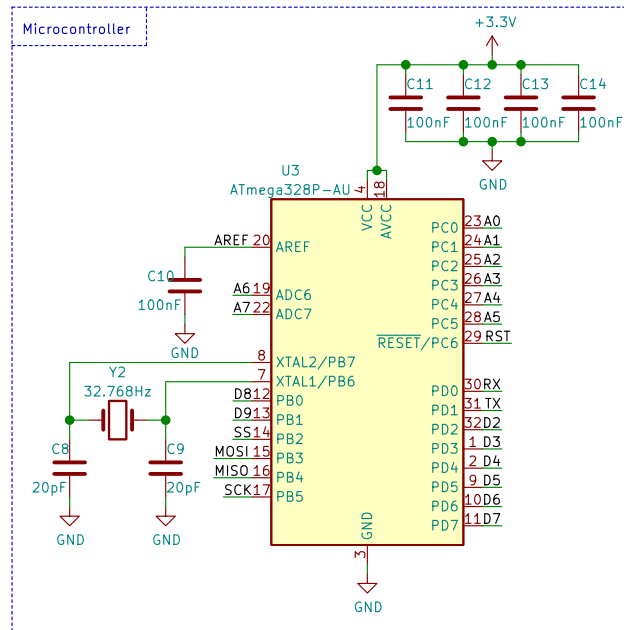 Microcontroller
+3.3V
C11
C12
C13
C14
100nF
100nF
100nF
100nF
GND
U3
ATmega328P-AU
4
18
VCC
AVCC
AREF 20 AREF
C10
100nF
GND
A6 19 ADC6
A7 22 ADC7
8 XTAL2/PB7
7 XTAL1/PB6
Y2
32.768Hz
C8
20pF
GND
C9
20pF
GND
D8 12 PB0
D9 13 PB1
SS 14 PB2
MOSI 15 PB3
MISO 16 PB4
SCK 17 PB5
PC0 23 A0
PC1 24 A1
PC2 25 A2
PC3 26 A3
PC4 27 A4
PC5 28 A5
RESET/PC6 29 RST
PD0 30 RX
PD1 31 TX
PD2 32 D2
PD3 1 D3
PD4 2 D4
PD5 9 D5
PD6 10 D6
PD7 11 D7
GND
3
GND